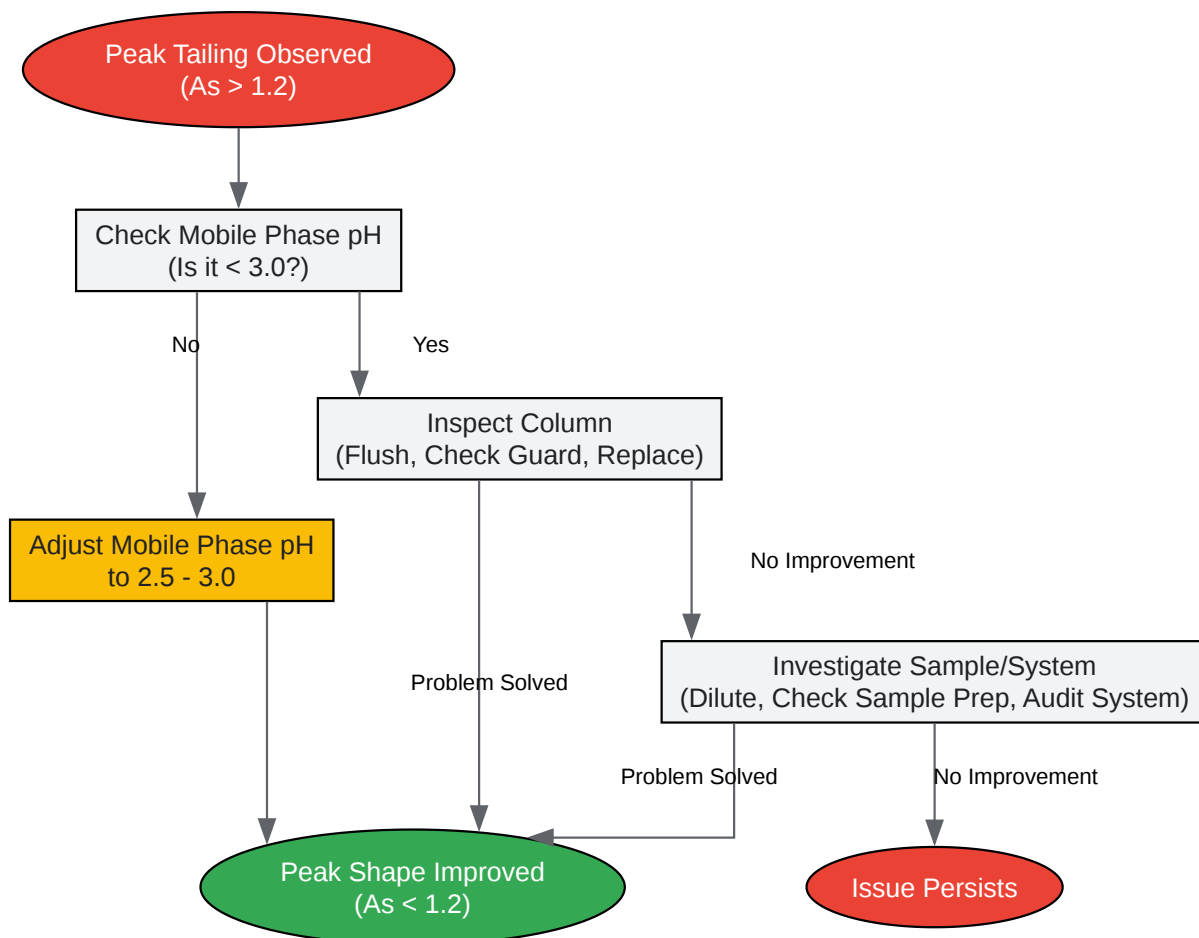 Peak Tailing Observed
(As > 1.2)
Check Mobile Phase pH
(Is it < 3.0?)
No
Yes
Inspect Column
(Flush, Check Guard, Replace)
Adjust Mobile Phase pH
to 2.5 - 3.0
No Improvement
Investigate Sample/System
(Dilute, Check Sample Prep, Audit System)
Problem Solved
Problem Solved
No Improvement
Peak Shape Improved
(As < 1.2)
Issue Persists